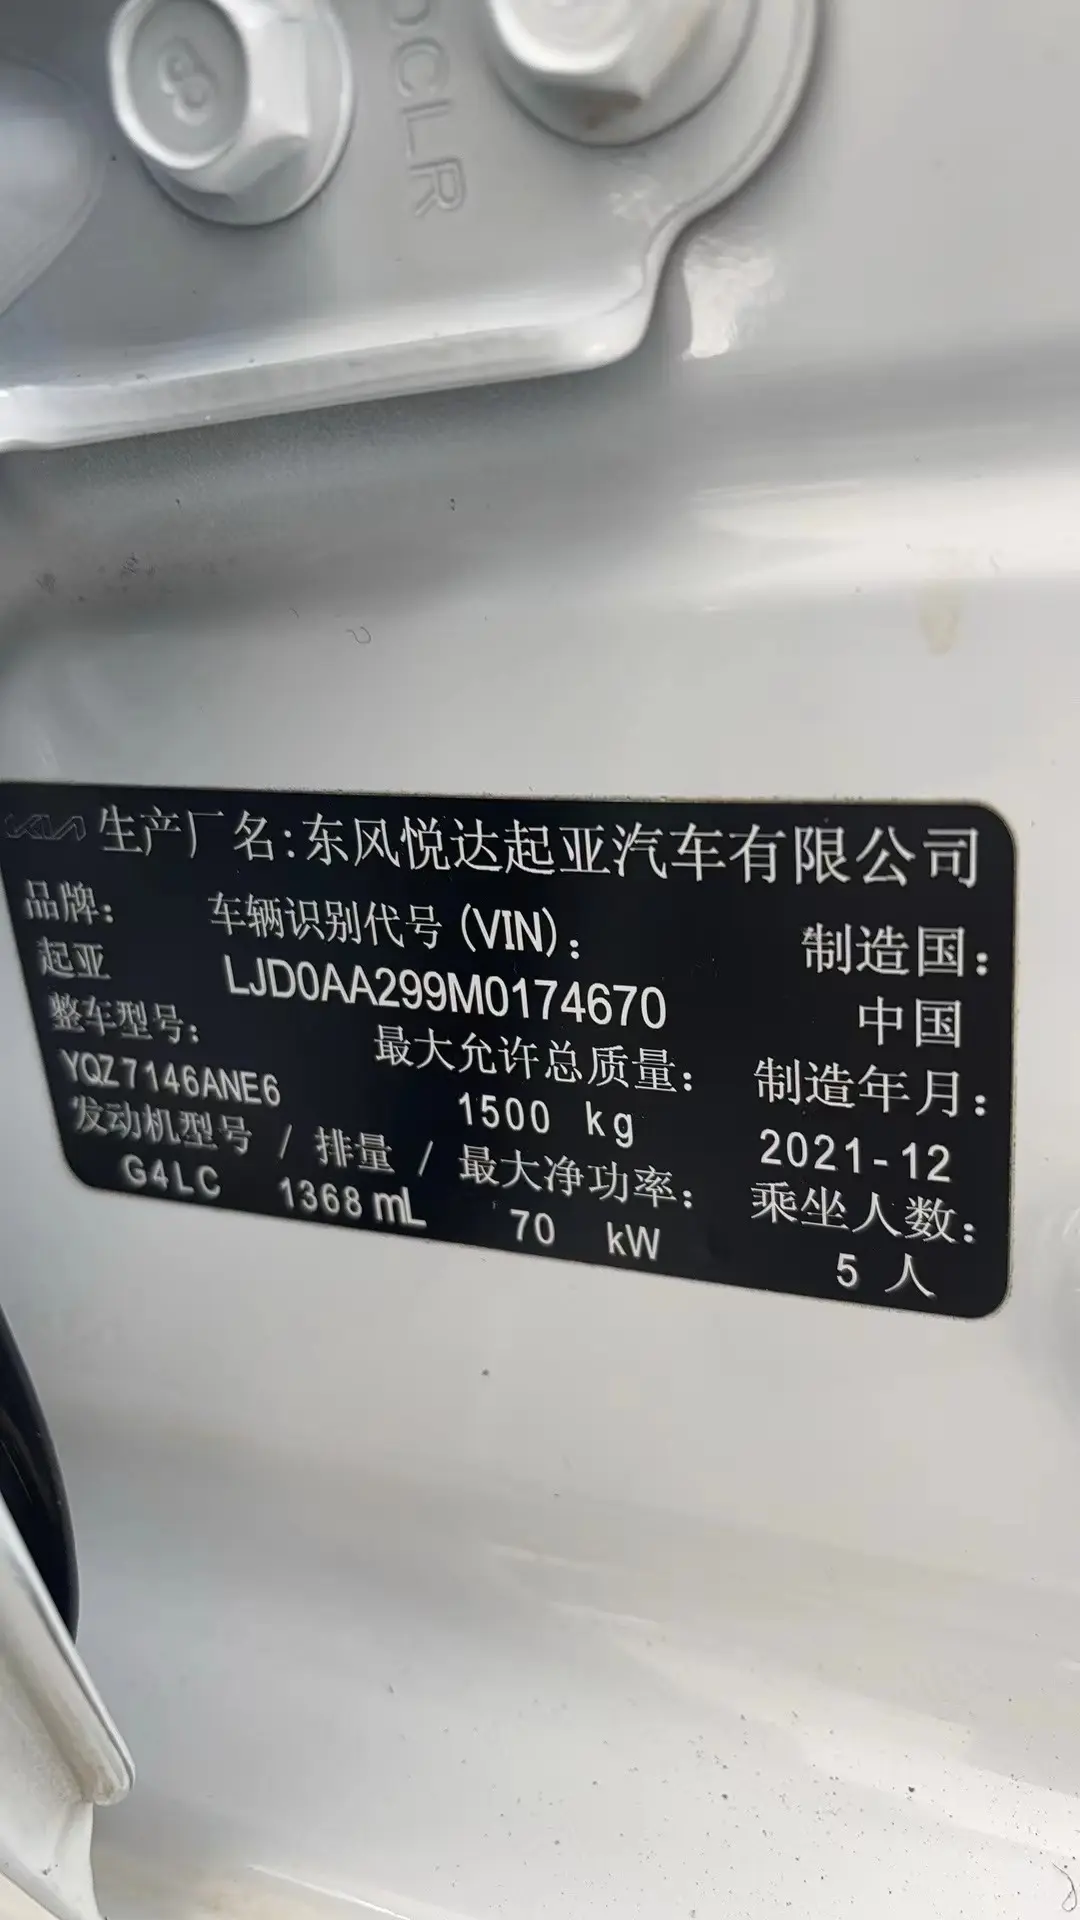 8
DCLR
KIA 生产厂名:东风悦达起亚汽车有限公司
品牌: 车辆识别代号(VIN): 制造国:
起亚 LJD0AA299M0174670 中国
整车型号: 最大允许总质量: 制造年月:
YQZ7146ANE6 1500 kg 2021-12
发动机型号 / 排量 / 最大净功率: 乘坐人数:
G4LC 1368 mL 70 kW 5 人